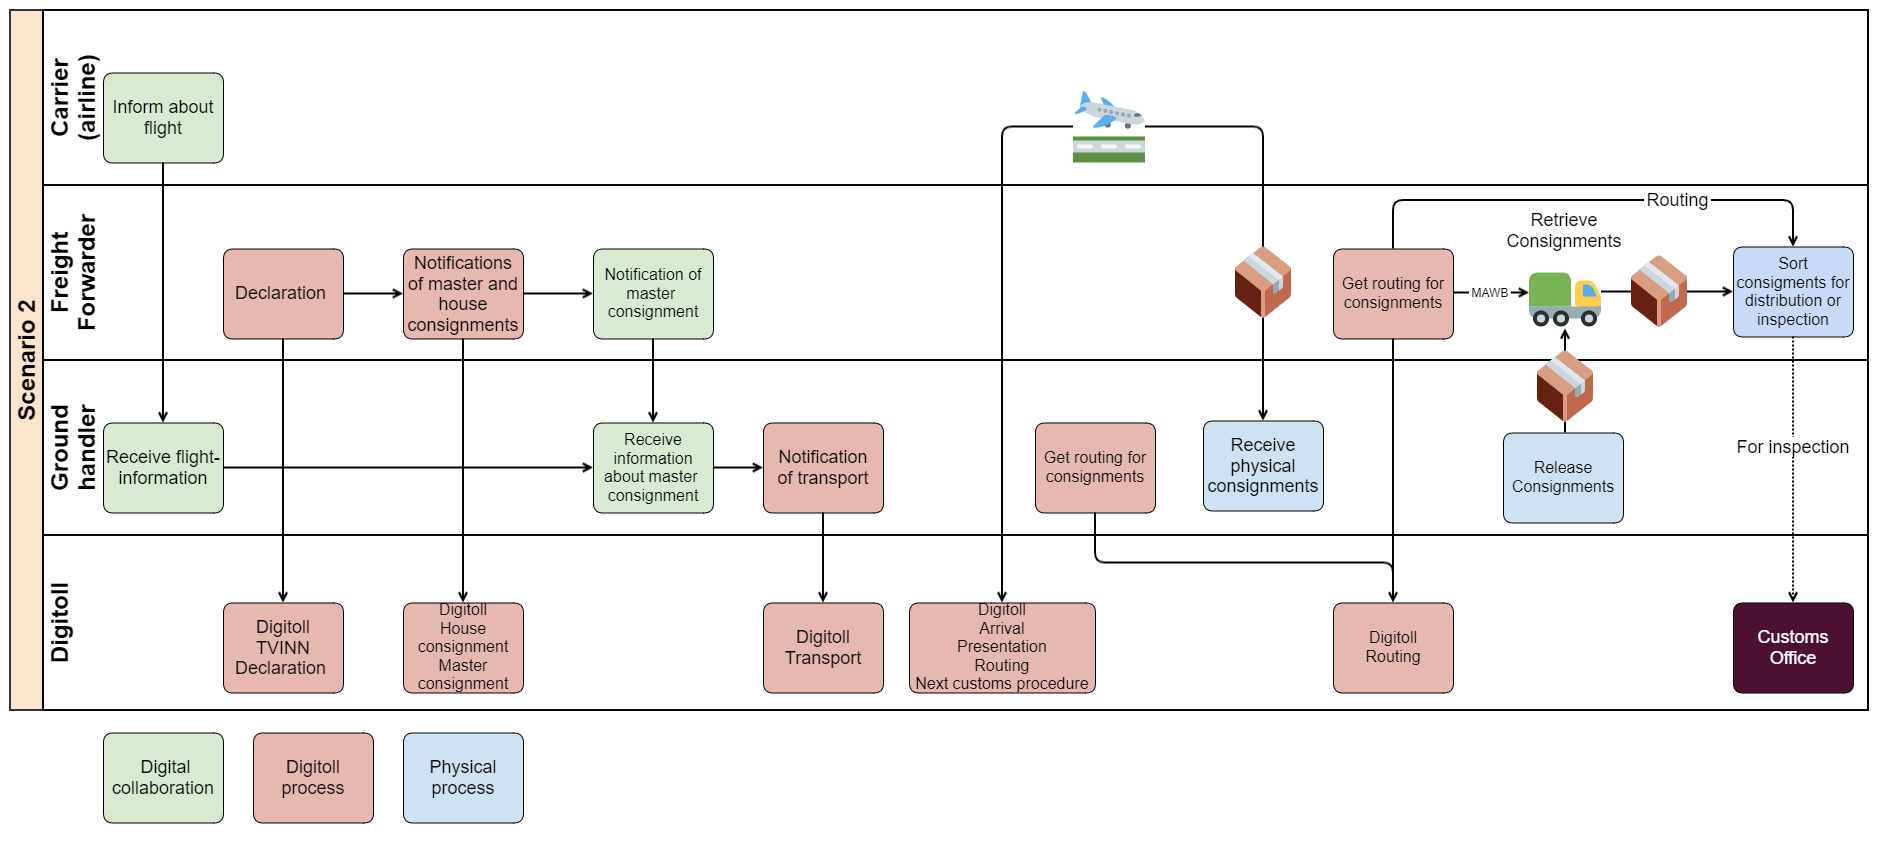 Scenario 2
Carrier
(airline)
Inform about
flight
Freight
Forwarder
Declaration
Notifications
of master and
house
consignments
Notification of
master
consignment
Get routing for
consignments
MAWB
Retrieve
Consignments
Routing
Sort
consigments for
distribution or
inspection
Ground
handler
Receive flight-
information
Receive
information
about master
consignment
Notification
of transport
Get routing for
consignments
Receive
physical
consignments
Release
Consignments
For inspection
Digitoll
Digitoll
TVINN
Declaration
Digitoll
House
consignment
Master
consignment
Digitoll
Transport
Digitoll
Arrival
Presentation
Routing
Next customs procedure
Digitoll
Routing
Customs
Office
Digital
collaboration
Digitoll
process
Physical
process